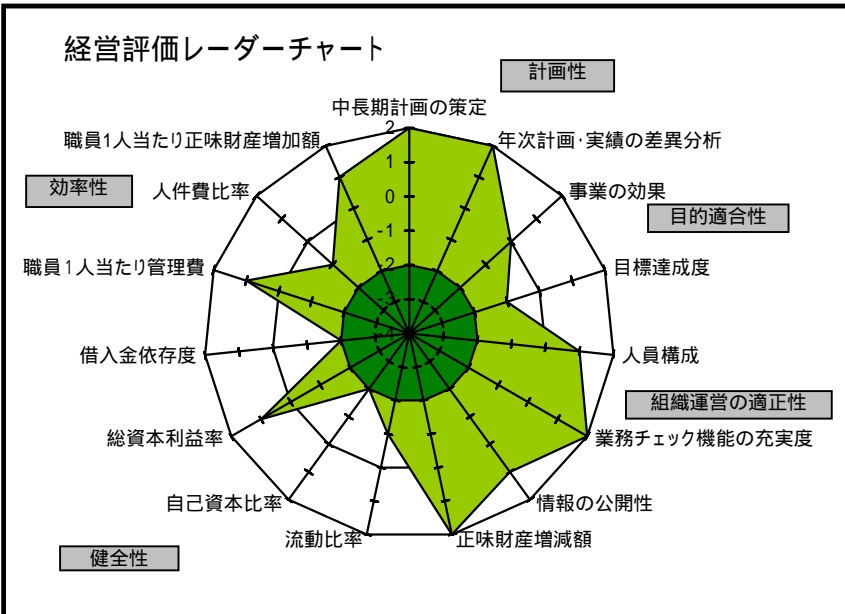 経営評価レーダーチャート
計画性
中長期計画の策定
職員1人当たり正味財産増加額
年次計画・実績の差異分析
効率性
人件費比率
事業の効果
目的適合性
職員1人当たり管理費
目標達成度
借入金依存度
人員構成
組織運営の適正性
総資本利益率
業務チェック機能の充実度
自己資本比率
情報の公開性
流動比率
正味財産増減額
健全性
2
1
0
-1
-2
-3
-4